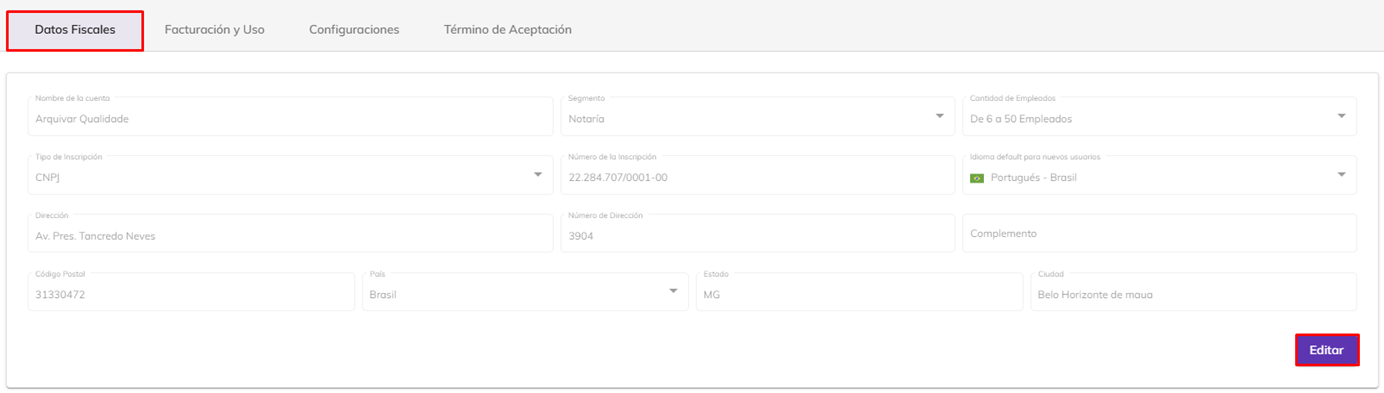 Datos Fiscales
Facturación y Uso
Configuraciones
Término de Aceptación
Nombre de la cuenta
Arquivar Qualidade
Segmento
Notaría
Cantidad de Empleados
De 6 a 50 Empleados
Tipo de Inscripción
CNPJ
Número de la Inscripción
22.284.707/0001-00
Idioma default para nuevos usuarios
Portugués - Brasil
Dirección
Av. Pres. Tancredo Neves
Número de Dirección
3904
Complemento
Código Postal
31330472
País
Brasil
Estado
MG
Ciudad
Belo Horizonte de maua
Editar